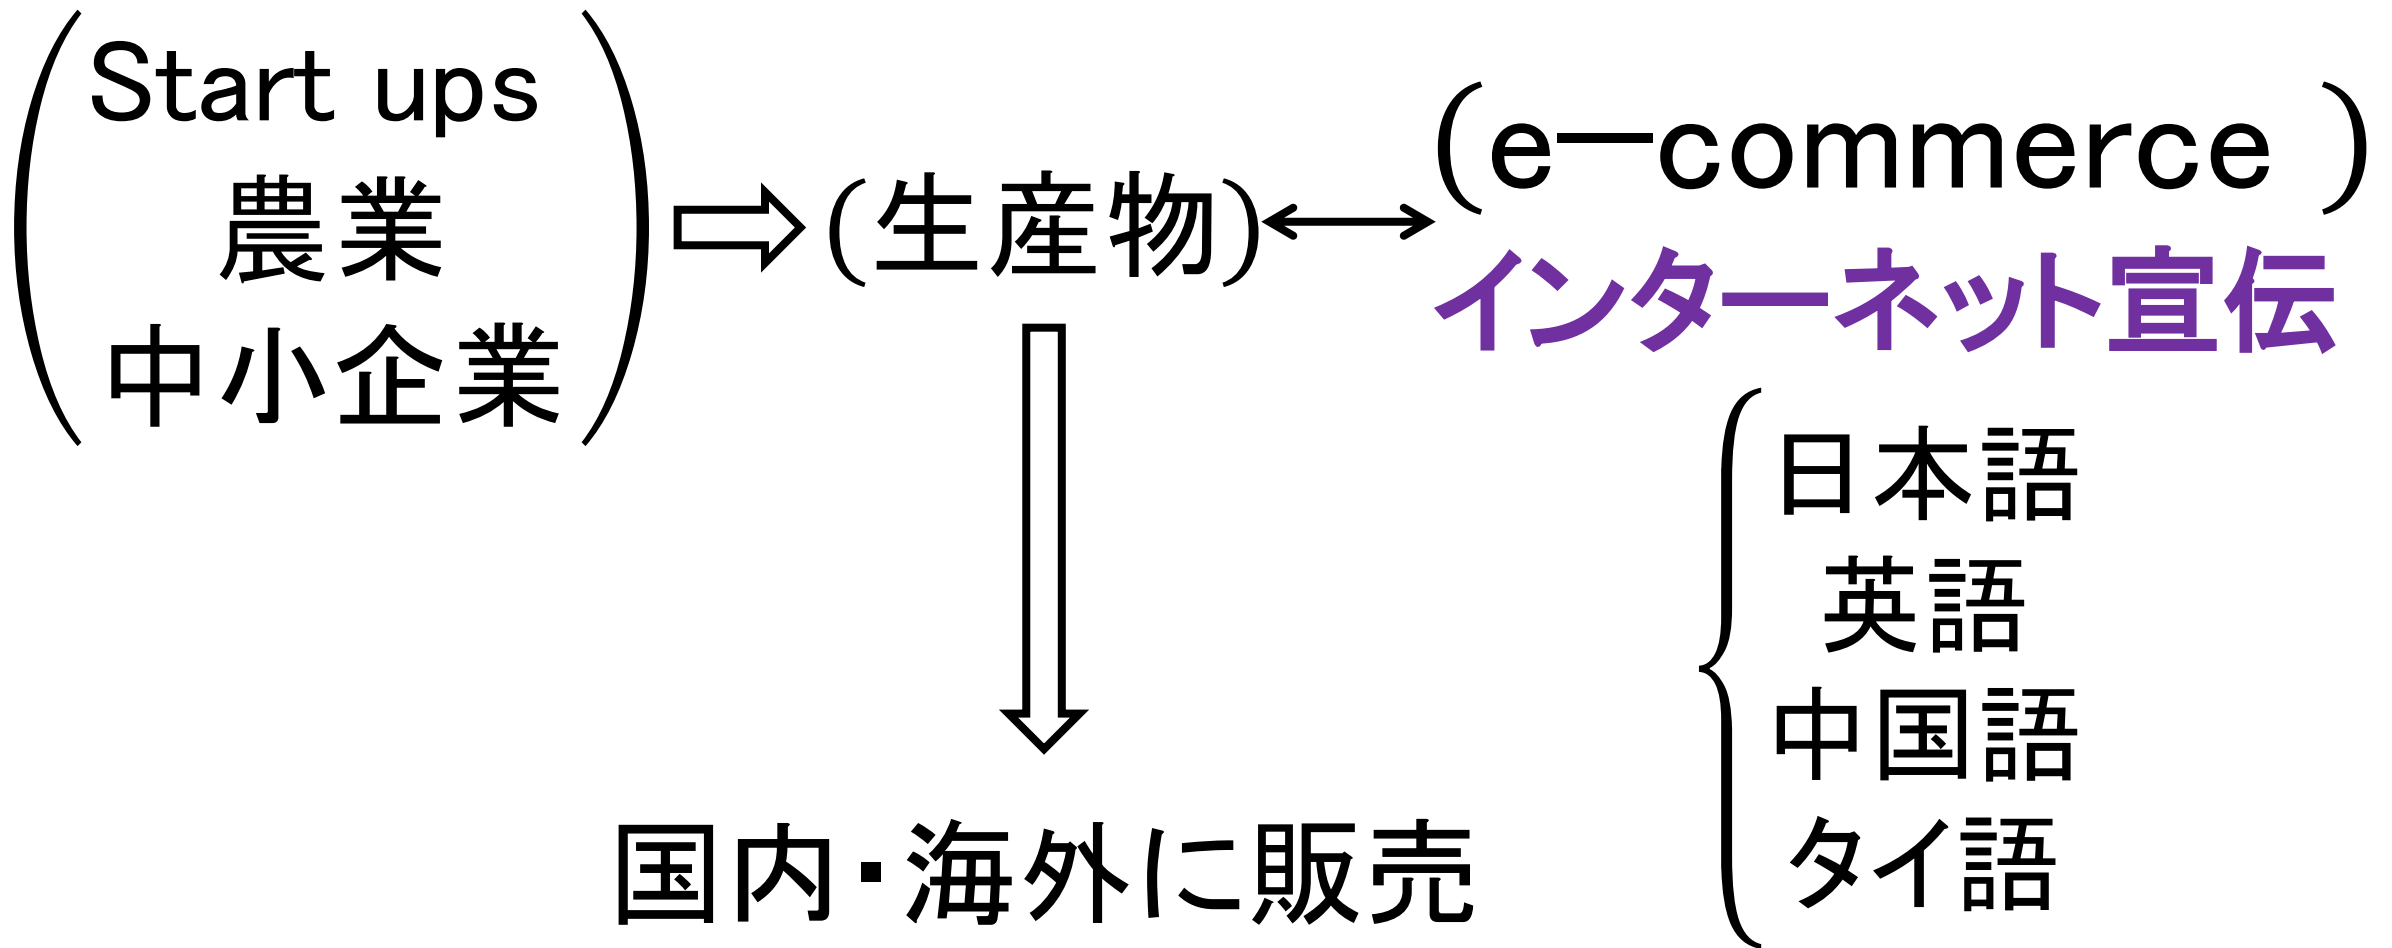 Start ups
農業
中小企業
(生産物)
(e－commerce )
インターネット宣伝
日本語
英語
中国語
タイ語
国内・海外に販売